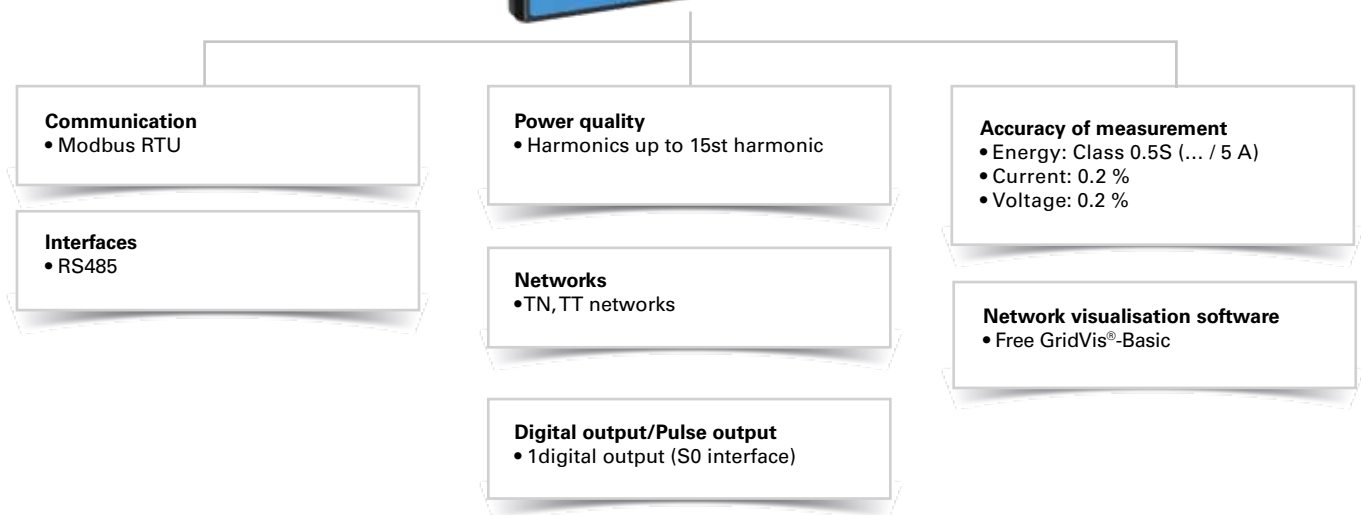 Communication
• Modbus RTU
Interfaces
• RS485
Power quality
• Harmonics up to 15st harmonic
Networks
•TN, TT networks
Digital output/Pulse output
• 1digital output (S0 interface)
Accuracy of measurement
• Energy: Class 0.5S (... / 5 A)
• Current: 0.2 %
• Voltage: 0.2 %
Network visualisation software
• Free GridVis®-Basic